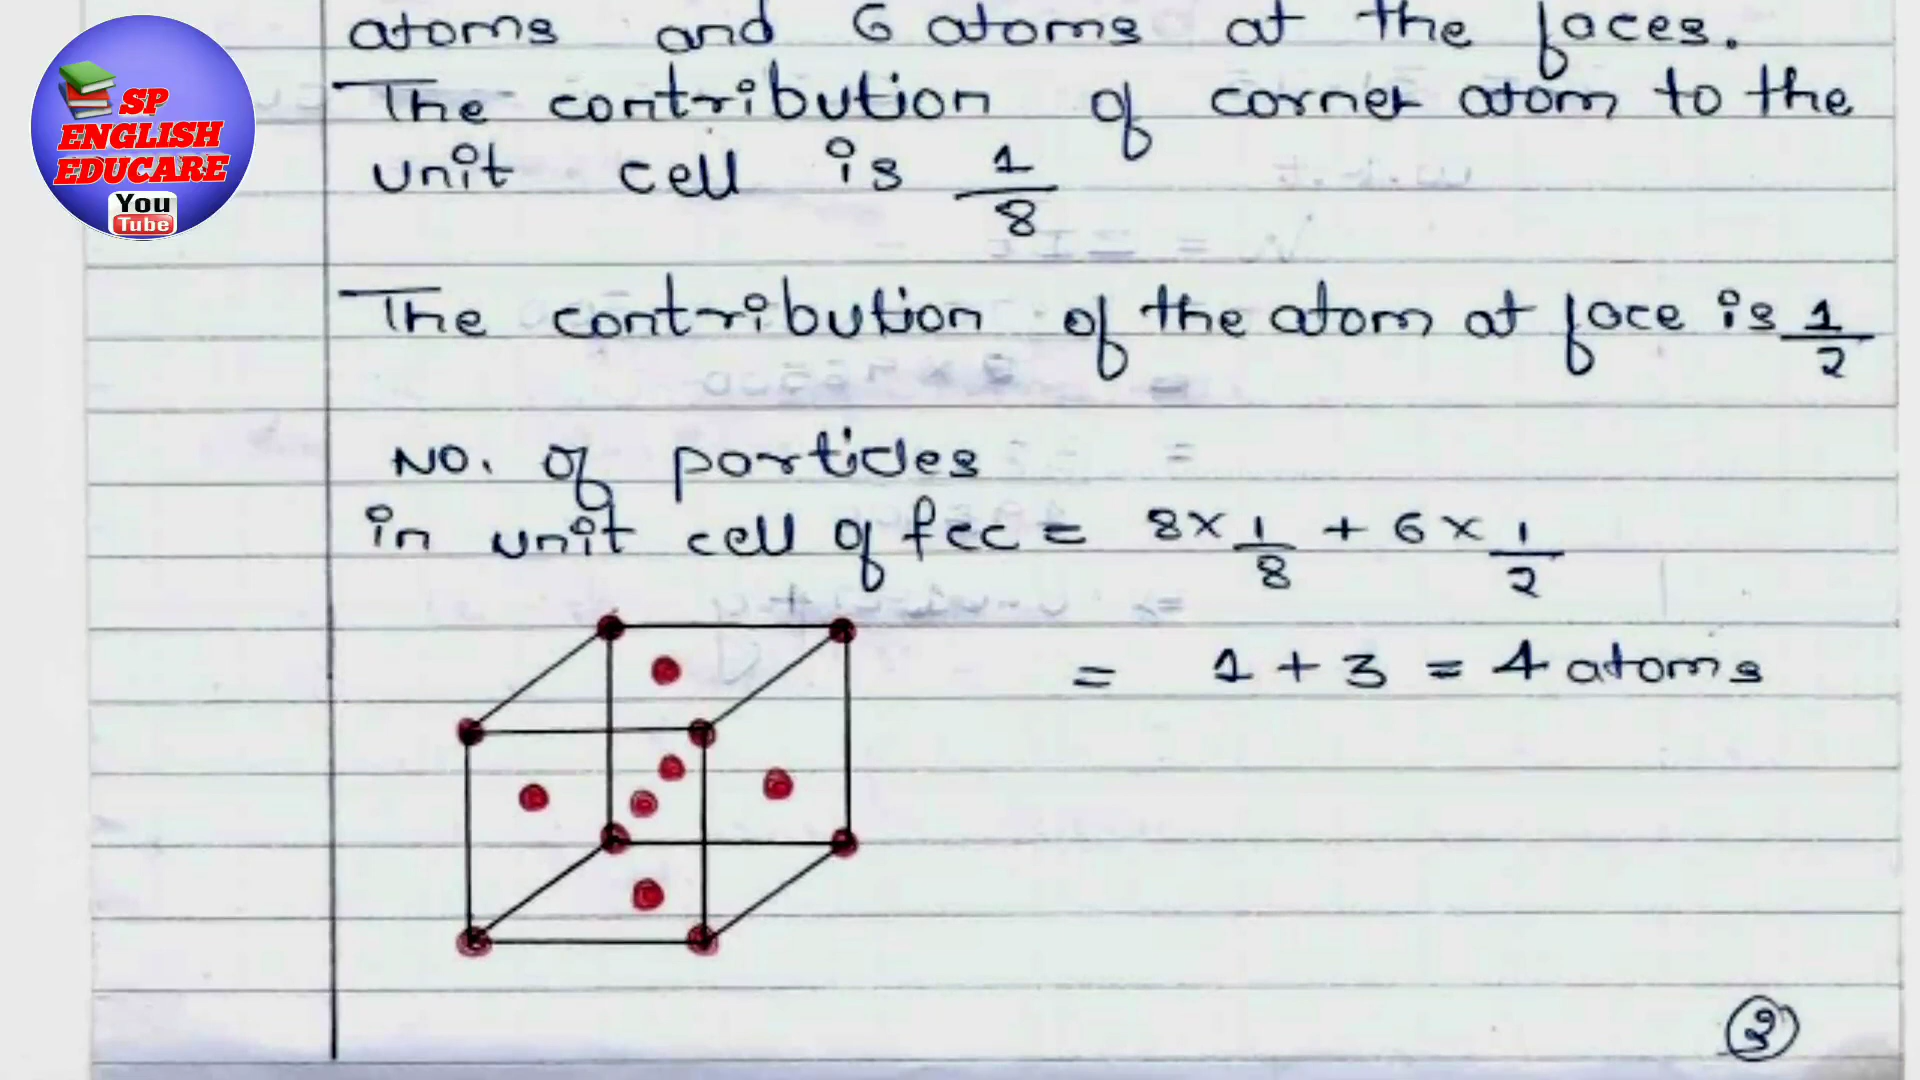 SP
ENGLISH
EDUCARE
You
Tube
atoms and 6 atoms at the faces.
The contribution of corner atom to the
unit cell is 1/8
The contribution of the atom at face is 1/2
NO. of particles
in unit cell of fcc = 8 × 1/8 + 6 × 1/2
= 1 + 3 = 4 atoms